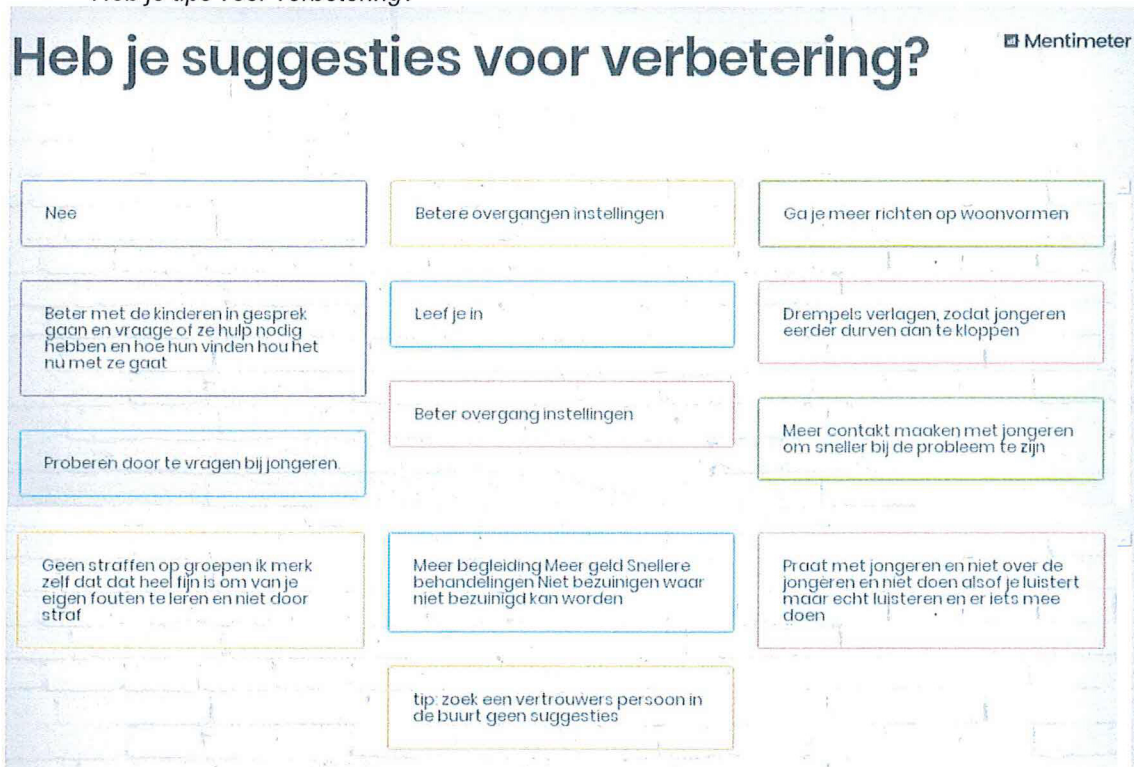 Heb je tips voor verbetering?
Heb je suggesties voor verbetering?
Mentimeter
Nee
Betere overgangen instellingen
Ga je meer richten op woonvormen
Beter met de kinderen in gesprek
gaan en vraage of ze hulp nodig
hebben en hoe hun vinden hou het
nu met ze gaat
Leef je in
Drempels verlagen, zodat jongeren
eerder durven aan te kloppen
Beter overgang instellingen
Meer contakt maaken met jongeren
om sneller bij de probleem te zijn
Proberen door te vragen bij jongeren.
Geen straffen op groepen ik merk
zelf dat dat heel fijn is om van je
eigen fouten te leren en niet door
straf
Meer begleiding Meer geld Snellere
behandelingen Niet bezuinigen waar
niet bezuinigd kan worden
Praat met jongeren en niet over de
jongeren en niet doen alsof je luistert
maar echt luisteren en er iets mee
doen
tip: zoek een vertrouwers persoon in
de buurt geen suggesties